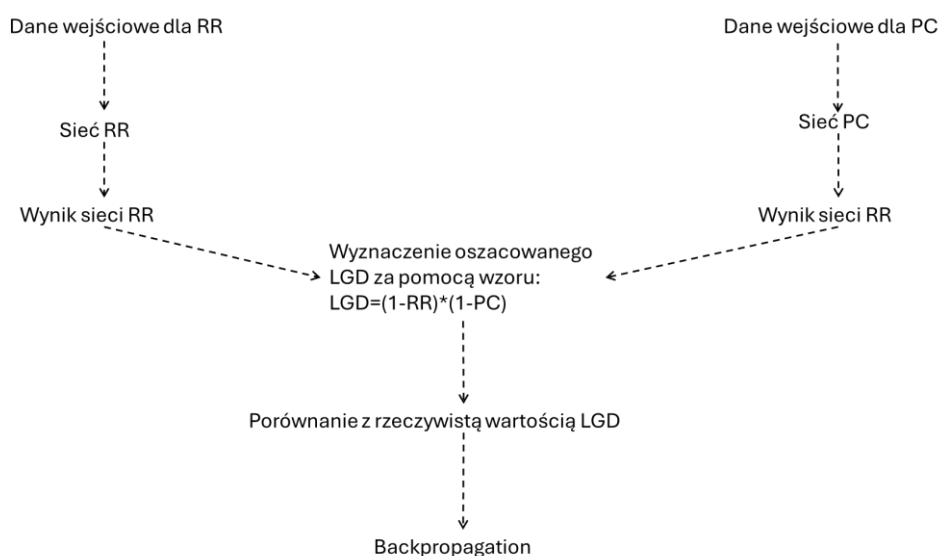 Dane wejściowe dla RR
Dane wejściowe dla PC
Sieć RR
Sieć PC
Wynik sieci RR
Wynik sieci RR
Wyznaczenie oszacowanego
LGD za pomocą wzoru:
LGD=(1-RR)*(1-PC)
Porównanie z rzeczywistą wartością LGD
Backpropagation